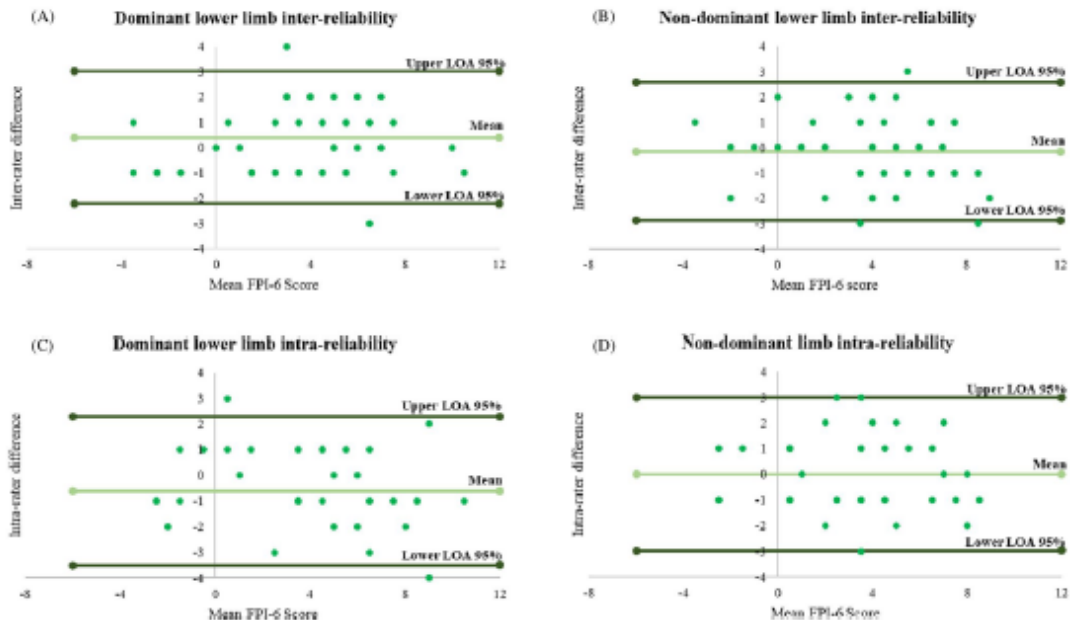 (A)
Dominant lower limb inter-reliability
4
Upper LOA 95%
3
2
1
Mean
0
-1
-2
Lower LOA 95%
-3
-4
-8
-4
0
4
8
12
Mean FPI-6 Score
Inter-rater difference
(B)
Non-dominant lower limb inter-reliability
4
3
Upper LOA 95%
2
1
Mean
0
-1
-2
Lower LOA 95%
-3
-4
-8
-4
0
4
8
12
Mean FPI-6 score
Inter-rater difference
(C)
Dominant lower limb intra-reliability
4
3
Upper LOA 95%
2
1
0
Mean
-1
-2
-3
Lower LOA 95%
-4
-8
-4
0
4
8
12
Mean FPI-6 Score
Intra-rater difference
(D)
Non-dominant limb intra-reliability
4
3
Upper LOA 95%
2
1
0
Mean
-1
-2
-3
Lower LOA 95%
-4
-8
-4
0
4
8
12
Mean FPI-6 Score
Intra-rater difference